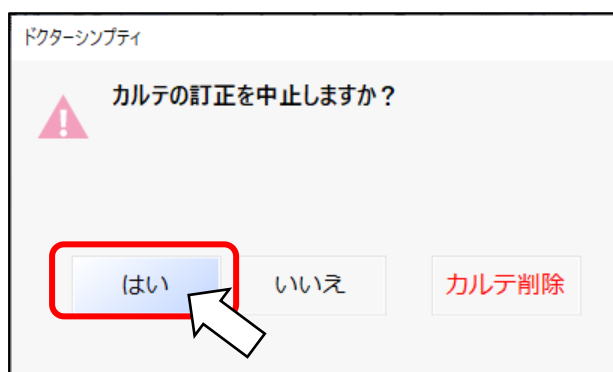 ドクターシンプティ
カルテの訂正を中止しますか？
はい
いいえ
カルテ削除